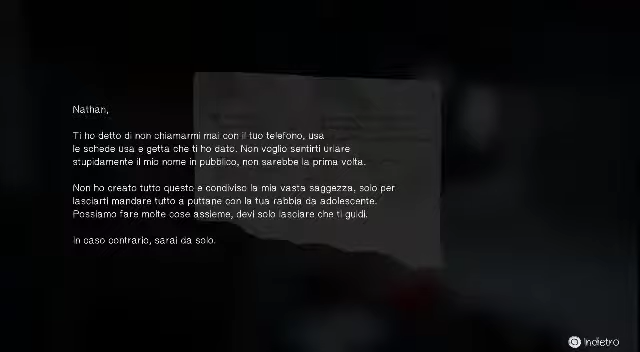 Nathan,
Ti ho detto di non chiamarmi mai con il tuo telefono, usa
le schede usa e getta che ti ho dato. Non voglio sentirti urlare
stupidamente il mio nome in pubblico, non sarebbe la prima volta.
Non ho creato tutto questo e condiviso la mia vasta saggezza, solo per
lasciarti mandare tutto a puttane con la tua rabbia da adolescente.
Possiamo fare molte cose assieme, devi solo lasciare che ti guidi.
In caso contrario, sarai da solo.
Indietro